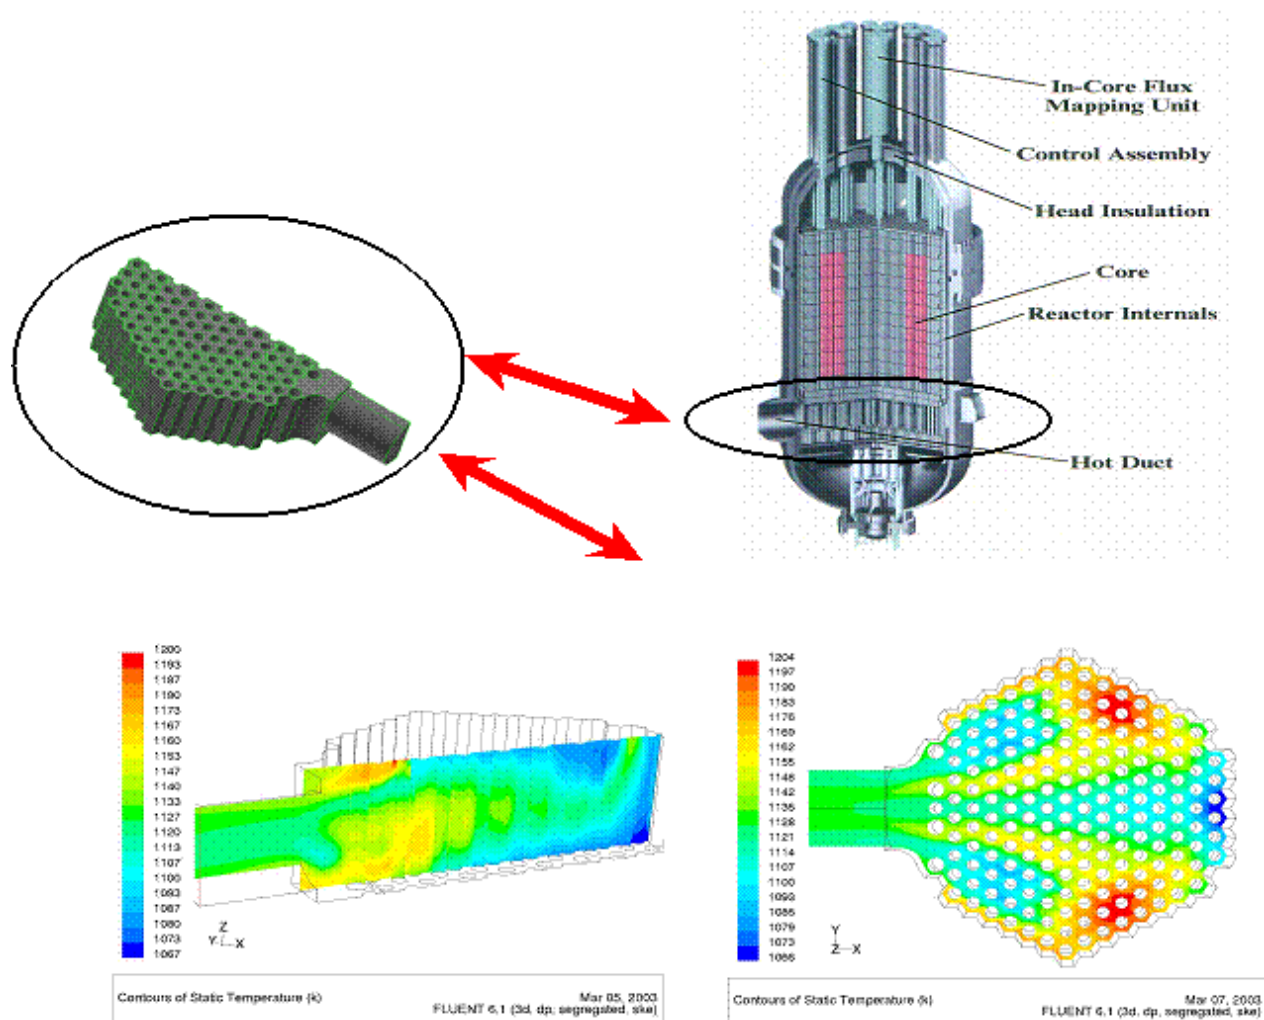 In-Core Flux
Mapping Unit
Control Assembly
Head Insulation
Core
Reactor Internals
Hot Duct
1200
1193
1187
1180
1173
1167
1160
1153
1147
1140
1133
1127
1120
1113
1107
1100
1093
1087
1080
1073
1067
Z
Y X
Contours of Static Temperature (k)
Mar 05, 2003
FLUENT 6.1 (3d, dp, segregated, ske)
1204
1197
1190
1183
1176
1169
1162
1155
1148
1142
1135
1128
1121
1114
1107
1100
1093
1079
1073
Y
Z X
Contours of Static Temperature (k)
Mar 07, 2003
FLUENT 6.1 (3d, dp, segregated, ske)